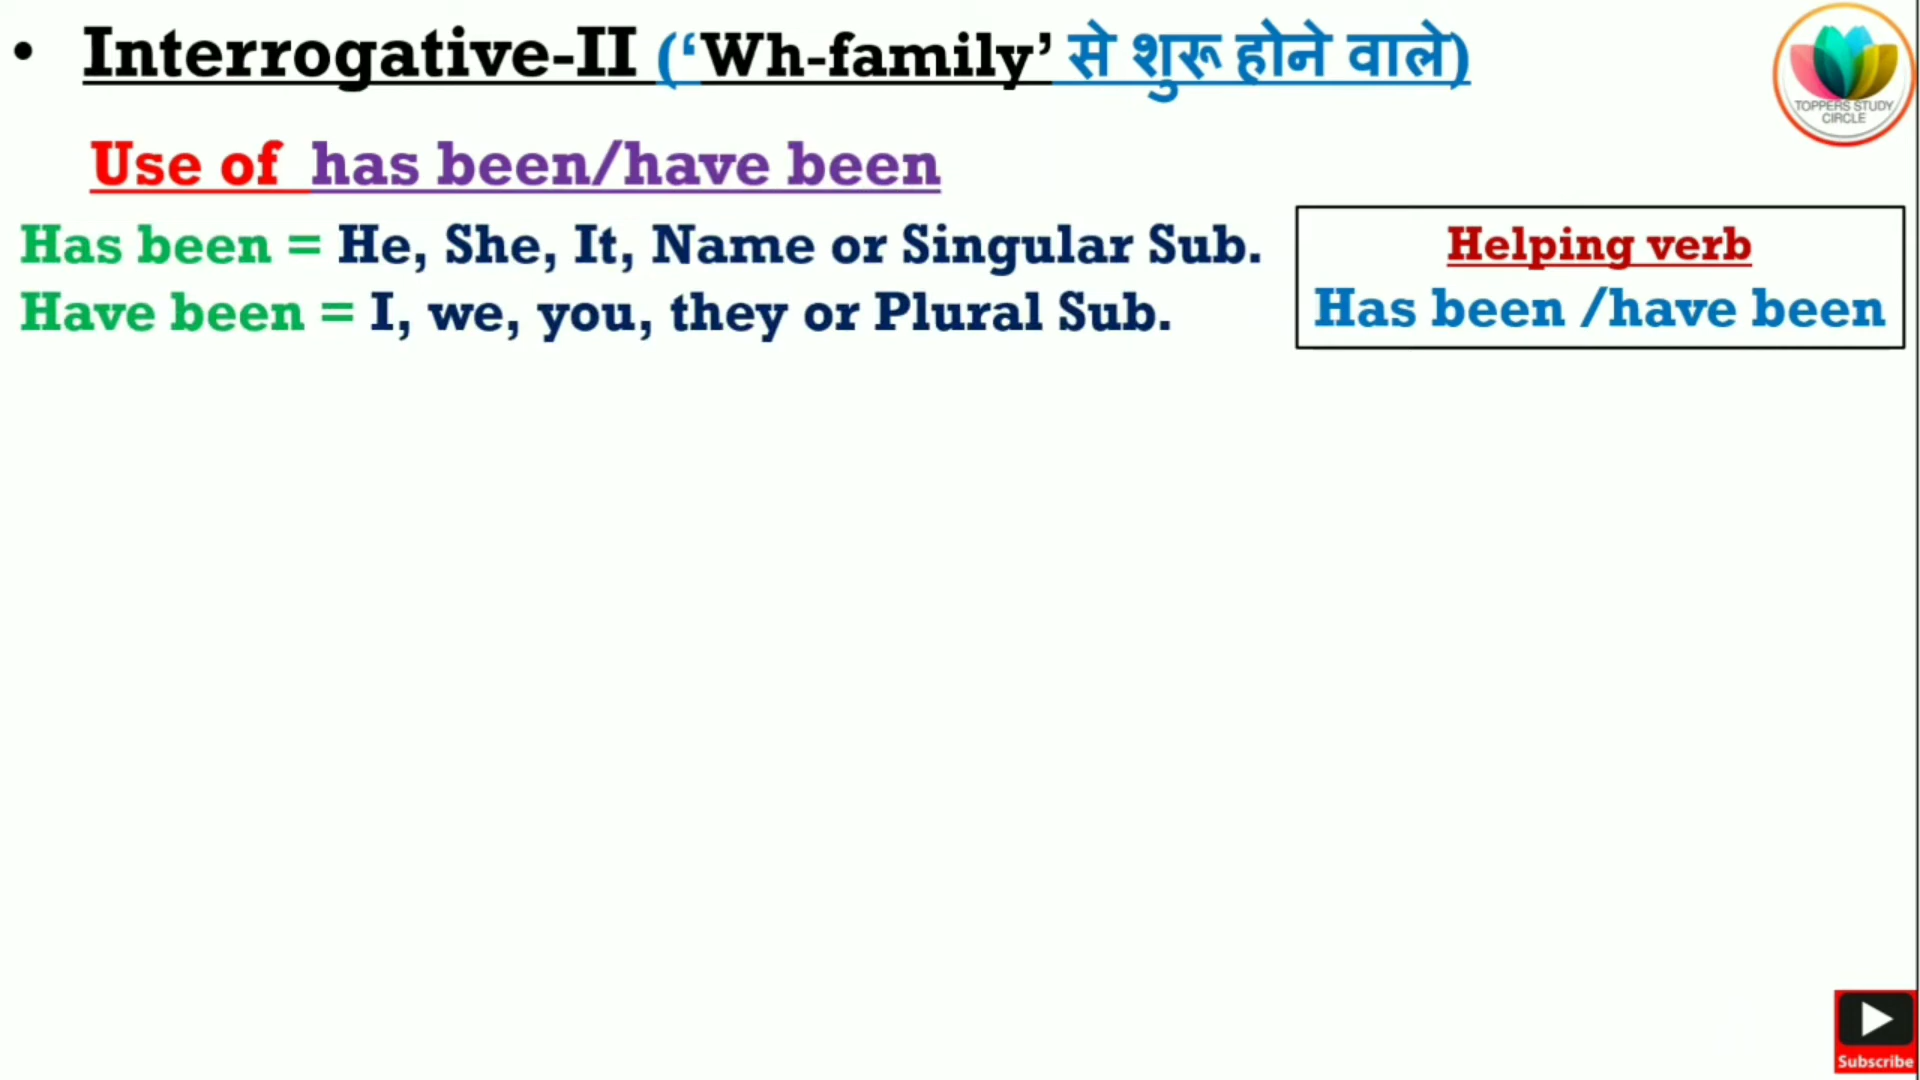 • Interrogative-II (‘Wh-family’ से शुरू होने वाले)
TOPPERS STUDY
CIRCLE
Use of has been/have been
Has been = He, She, It, Name or Singular Sub.
Have been = I, we, you, they or Plural Sub.
Helping verb
Has been /have been
Subscribe